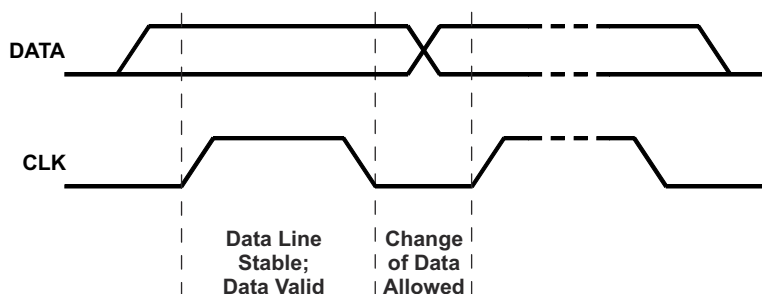 DATA
CLK
Data Line
Stable;
Data Valid
Change
of Data
Allowed